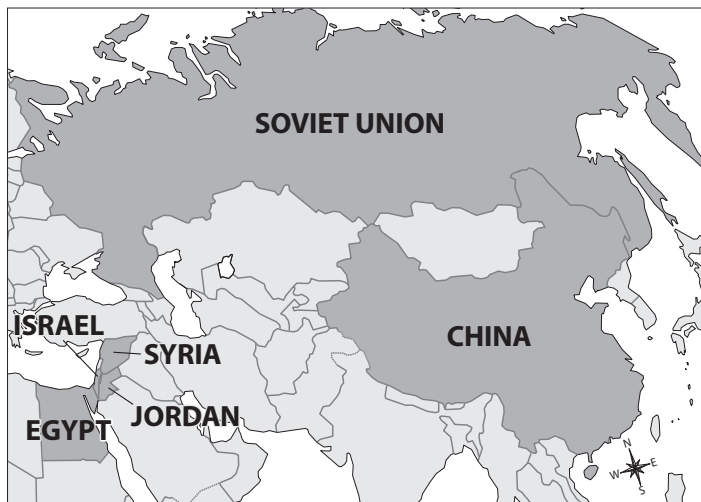 SOVIET UNION
ISRAEL
CHINA
SYRIA
JORDAN
EGYPT
N
W E
S